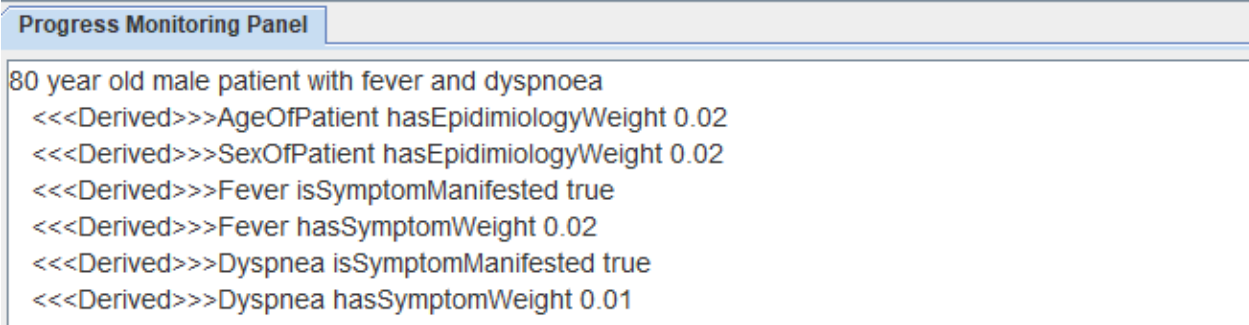 Progress Monitoring Panel
80 year old male patient with fever and dyspnoea
<<<Derived>>>AgeOfPatient hasEpidimiologyWeight 0.02
<<<Derived>>>SexOfPatient hasEpidimiologyWeight 0.02
<<<Derived>>>Fever isSymptomManifested true
<<<Derived>>>Fever hasSymptomWeight 0.02
<<<Derived>>>Dyspnea isSymptomManifested true
<<<Derived>>>Dyspnea hasSymptomWeight 0.01